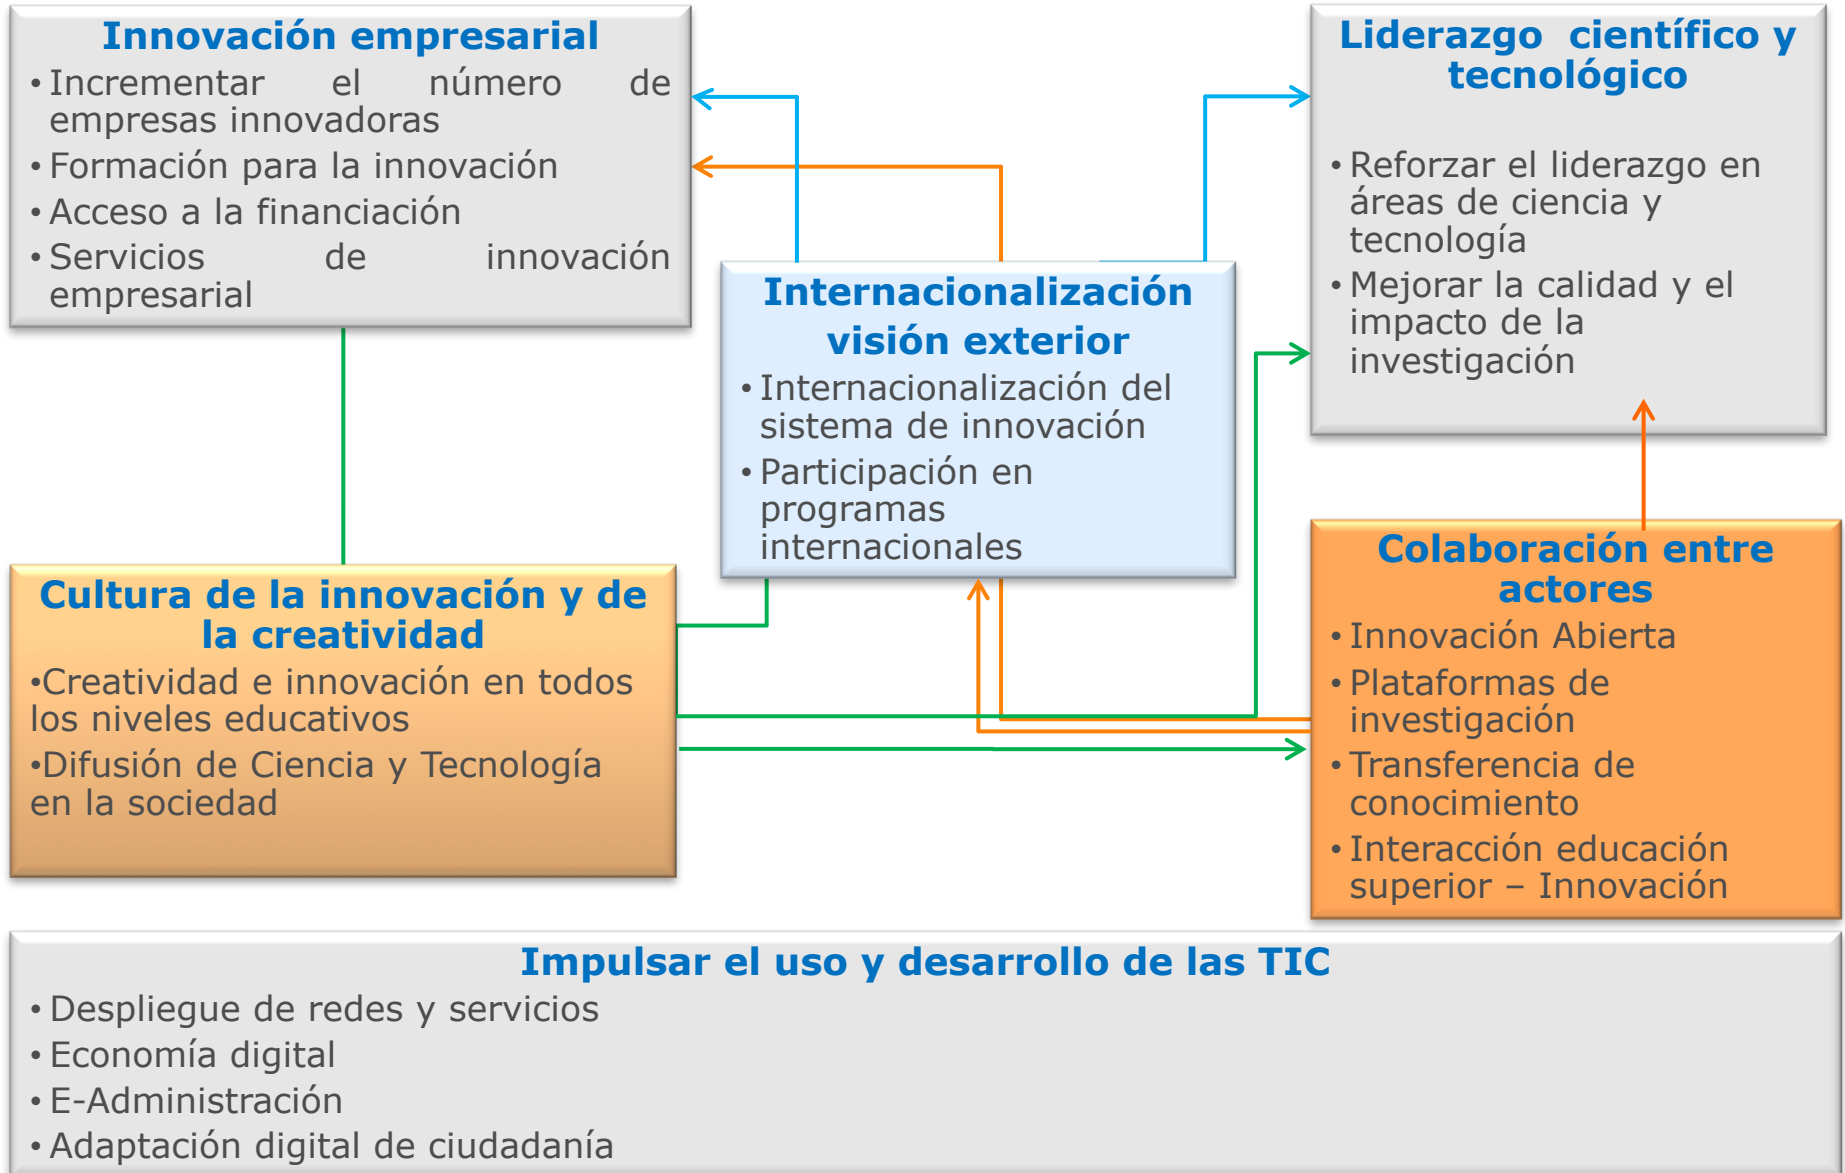 Innovación empresarial
• Incrementar el número de
empresas innovadoras
• Formación para la innovación
• Acceso a la financiación
• Servicios de innovación
empresarial
Liderazgo científico y
tecnológico
• Reforzar el liderazgo en
áreas de ciencia y
tecnología
• Mejorar la calidad y el
impacto de la
investigación
Internacionalización
visión exterior
• Internacionalización del
sistema de innovación
• Participación en
programas
internacionales
Cultura de la innovación y de
la creatividad
•Creatividad e innovación en todos
los niveles educativos
•Difusión de Ciencia y Tecnología
en la sociedad
Colaboración entre
actores
• Innovación Abierta
• Plataformas de
investigación
• Transferencia de
conocimiento
• Interacción educación
superior – Innovación
Impulsar el uso y desarrollo de las TIC
• Despliegue de redes y servicios
• Economía digital
• E-Administración
• Adaptación digital de ciudadanía